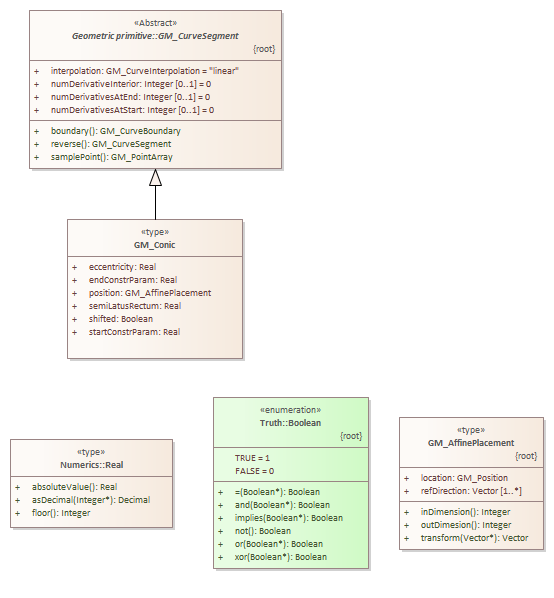 «Abstract»
Geometric primitive::GM_CurveSegment
{root}
+ interpolation: GM_CurveInterpolation = "linear"
+ numDerivativeInterior: Integer [0..1] = 0
+ numDerivativesAtEnd: Integer [0..1] = 0
+ numDerivativesAtStart: Integer [0..1] = 0
+ boundary(): GM_CurveBoundary
+ reverse(): GM_CurveSegment
+ samplePoint(): GM_PointArray
«type»
GM_Conic
+ eccentricity: Real
+ endConstrParam: Real
+ position: GM_AffinePlacement
+ semiLatusRectum: Real
+ shifted: Boolean
+ startConstrParam: Real
«type»
Numerics::Real
+ absoluteValue(): Real
+ asDecimal(Integer*): Decimal
+ floor(): Integer
«enumeration»
Truth::Boolean
{root}
TRUE = 1
FALSE = 0
+ =(Boolean*): Boolean
+ and(Boolean*): Boolean
+ implies(Boolean*): Boolean
+ not(): Boolean
+ or(Boolean*): Boolean
+ xor(Boolean*): Boolean
«type»
GM_AffinePlacement
{root}
+ location: GM_Position
+ refDirection: Vector [1..*]
+ inDimension(): Integer
+ outDimesion(): Integer
+ transform(Vector*): Vector